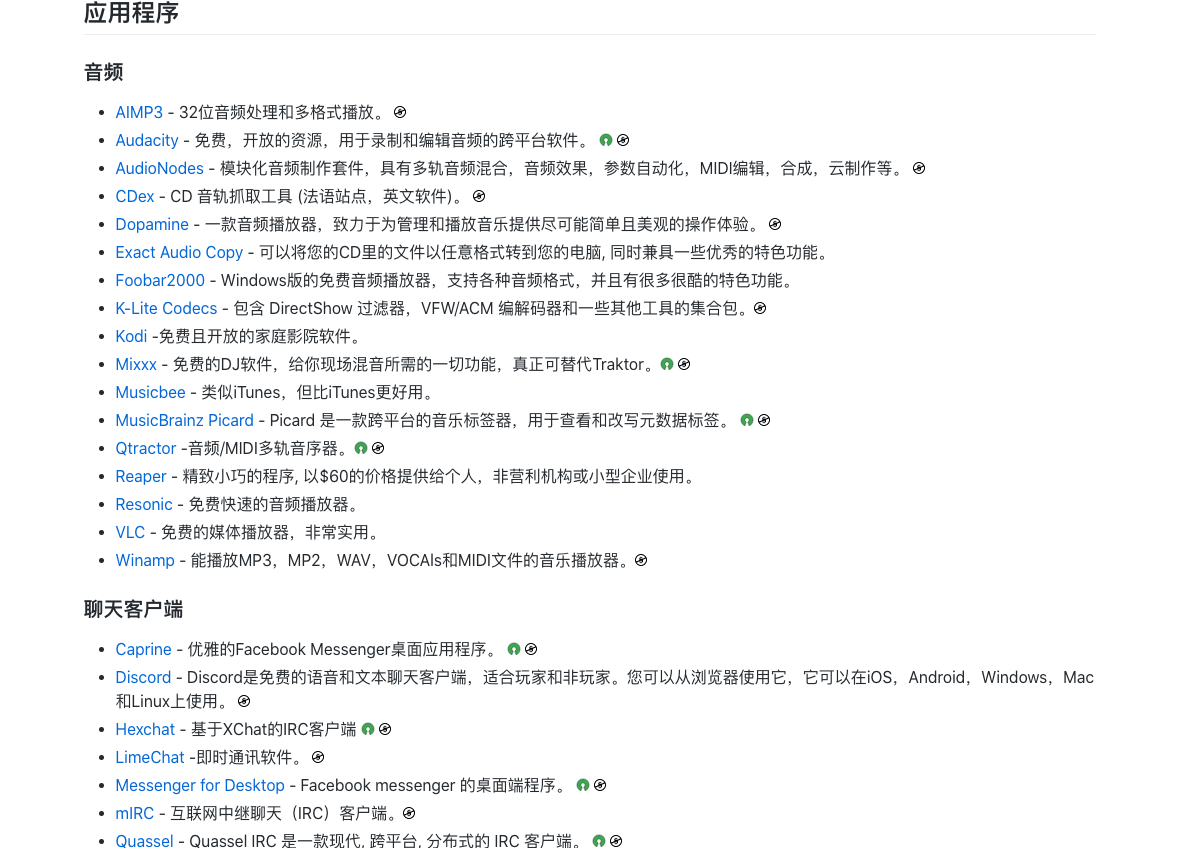 应用程序
音频
AIMP3 - 32位音频处理和多格式播放。
Audacity - 免费，开放的资源，用于录制和编辑音频的跨平台软件。
AudioNodes - 模块化音频制作套件，具有多轨音频混合，音频效果，参数自动化，MIDI编辑，合成，云制作等。
CDex - CD 音轨抓取工具 (法语站点，英文软件)。
Dopamine - 一款音频播放器，致力于为管理和播放音乐提供尽可能简单且美观的操作体验。
Exact Audio Copy - 可以将您的CD里的文件以任意格式转到您的电脑, 同时兼具一些优秀的特色功能。
Foobar2000 - Windows版的免费音频播放器，支持各种音频格式，并且有很多很酷的特色功能。
K-Lite Codecs - 包含 DirectShow 过滤器，VFW/ACM 编解码器和一些其他工具的集合包。
Kodi -免费且开放的家庭影院软件。
Mixxx - 免费的DJ软件，给你现场混音所需的一切功能，真正可替代Traktor。
Musicbee - 类似iTunes，但比iTunes更好用。
MusicBrainz Picard - Picard 是一款跨平台的音乐标签器，用于查看和改写元数据标签。
Qtractor -音频/MIDI多轨音序器。
Reaper - 精致小巧的程序, 以$60的价格提供给个人，非营利机构或小型企业使用。
Resonic - 免费快速的音频播放器。
VLC - 免费的媒体播放器，非常实用。
Winamp - 能播放MP3，MP2，WAV，VOCAIs和MIDI文件的音乐播放器。
聊天客户端
Caprine - 优雅的Facebook Messenger桌面应用程序。
Discord - Discord是免费的语音和文本聊天客户端，适合玩家和非玩家。您可以从浏览器使用它，它可以在iOS，Android，Windows，Mac
和Linux上使用。
Hexchat - 基于XChat的IRC客户端
LimeChat -即时通讯软件。
Messenger for Desktop - Facebook messenger 的桌面端程序。
mIRC - 互联网中继聊天（IRC）客户端。
Quassel - Quassel IRC 是一款现代, 跨平台, 分布式的 IRC 客户端。